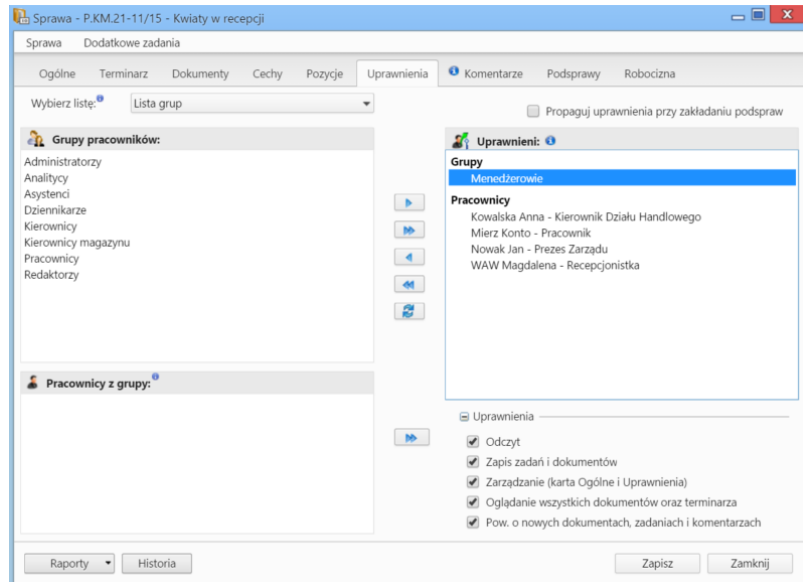 Sprawa - P.KM.21-11/15 - Kwiaty w recepcji
Sprawa Dodatkowe zadania
Ogólne Terminarz Dokumenty Cechy Pozycje Uprawnienia Komentarze Podsprawy Robocizna
Wybierz listę: Lista grup
Propaguj uprawnienia przy zakładaniu podspraw
Grupy pracowników:
Administratorzy
Analitycy
Asystenci
Dziennikarze
Kierownicy
Kierownicy magazynu
Pracownicy
Redaktorzy
Uprawnieni:
Grupy
Menedżerowie
Pracownicy
Kowalska Anna - Kierownik Działu Handlowego
Mierz Konto - Pracownik
Nowak Jan - Prezes Zarządu
WAW Magdalena - Recepcjonistka
Pracownicy z grupy:
Uprawnienia
Odczyt
Zapis zadań i dokumentów
Zarządzanie (karta Ogólne i Uprawnienia)
Oglądanie wszystkich dokumentów oraz terminarza
Pow. o nowych dokumentach, zadaniach i komentarzach
Raporty Historia Zapisz Zamknij